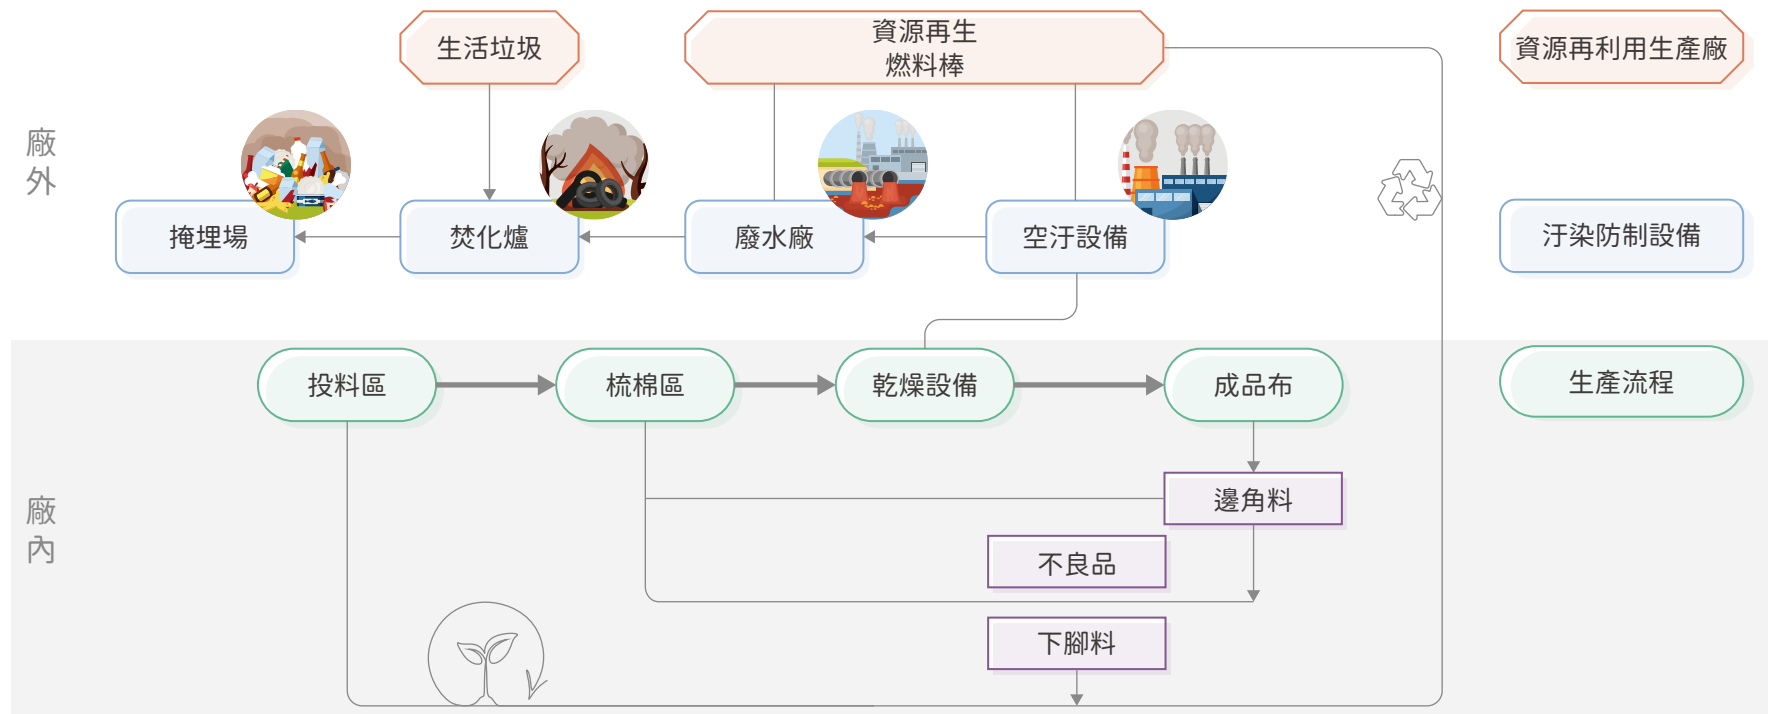 生活垃圾
資源再生
燃料棒
資源再利用生產廠
廠
外
掩埋場
焚化爐
廢水廠
空汙設備
汙染防制設備
投料區
梳棉區
乾燥設備
成品布
生產流程
廠
內
邊角料
不良品
下腳料